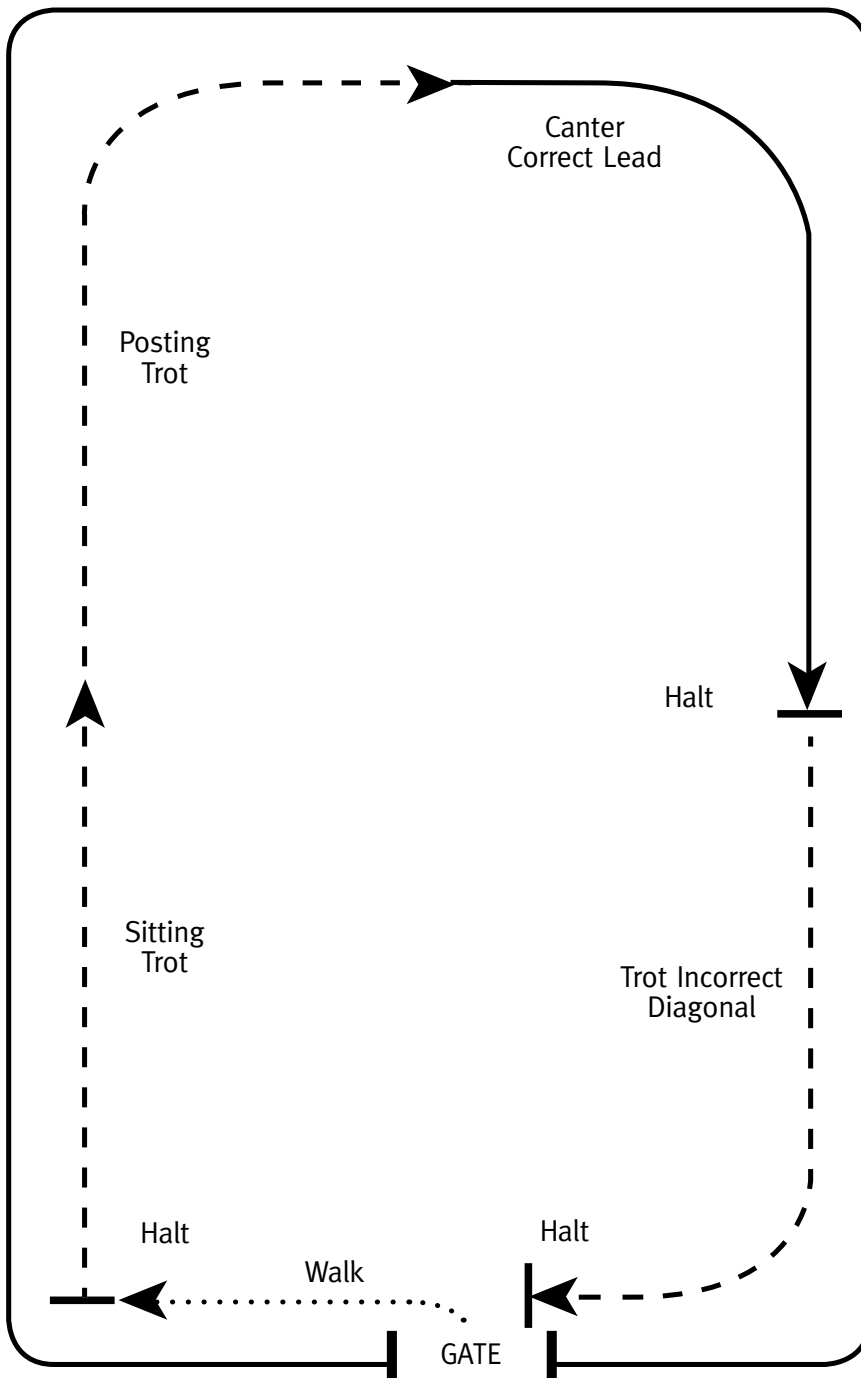 Canter
Correct Lead
Posting
Trot
Halt
Sitting
Trot
Trot Incorrect
Diagonal
Halt
Halt
Walk
GATE